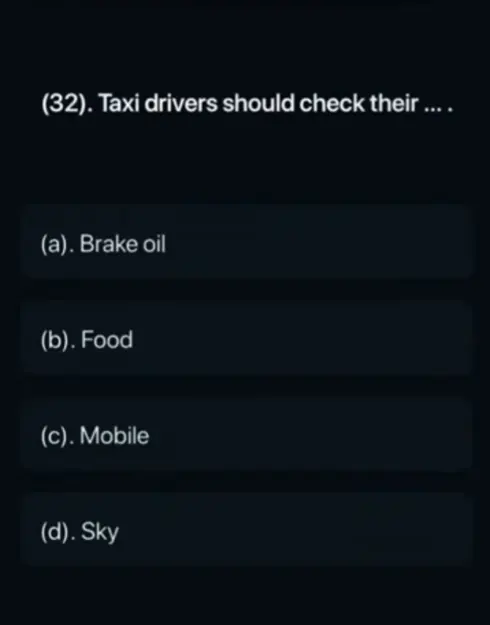 (32). Taxi drivers should check their ... .
(a). Brake oil
(b). Food
(c). Mobile
(d). Sky